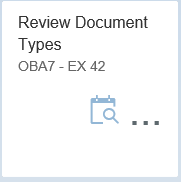 Review Document
Types
OBA7 - EX 42
...